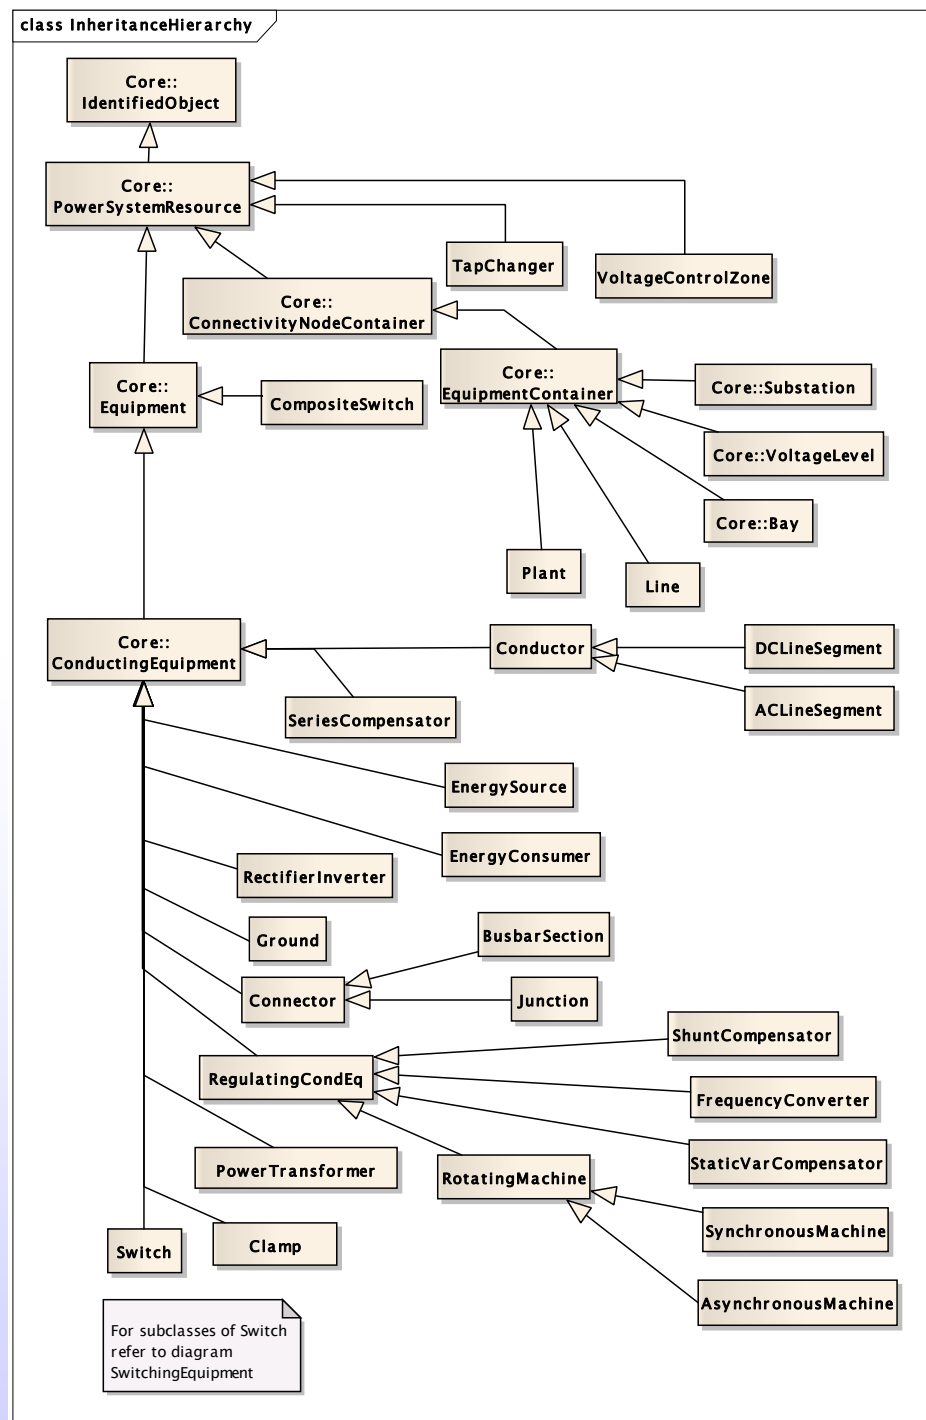 class InheritanceHierarchy
Core::
IdentifiedObject
Core::
PowerSystemResource
TapChanger
VoltageControlZone
Core::
ConnectivityNodeContainer
Core::
EquipmentContainer
Core::Substation
Core::
Equipment
CompositeSwitch
Core::VoltageLevel
Core::Bay
Plant
Line
Core::
ConductingEquipment
Conductor
DCLineSegment
SeriesCompensator
ACLineSegment
EnergySource
EnergyConsumer
RectifierInverter
Ground
BusbarSection
Connector
Junction
ShuntCompensator
RegulatingCondEq
FrequencyConverter
StaticVarCompensator
PowerTransformer
RotatingMachine
SynchronousMachine
Switch
Clamp
AsynchronousMachine
For subclasses of Switch
refer to diagram
SwitchingEquipment